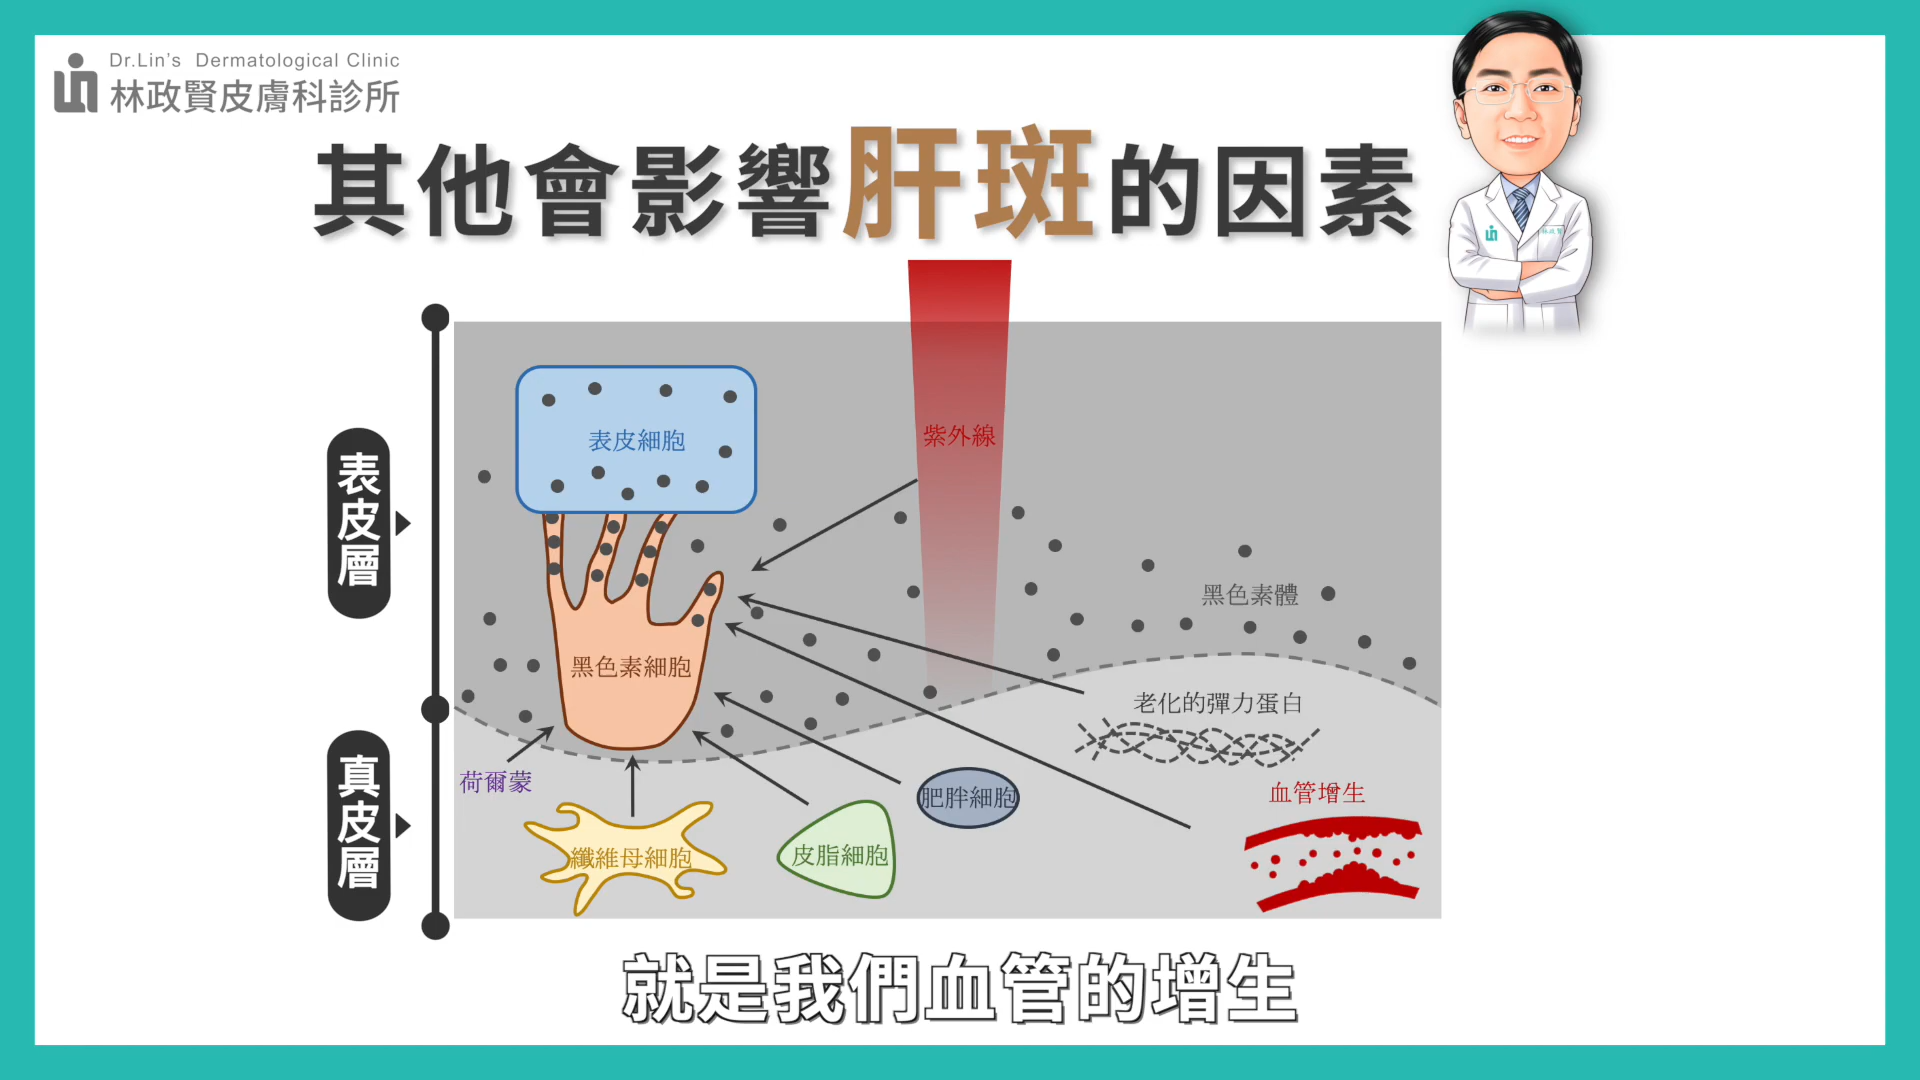 Dr.Lin's Dermatological Clinic
林政賢皮膚科診所
其他會影響肝斑的因素
表皮層
真皮層
表皮細胞
紫外線
黑色素體
黑色素細胞
老化的彈力蛋白
荷爾蒙
肥胖細胞
血管增生
纖維母細胞
皮脂細胞
就是我們血管的增生